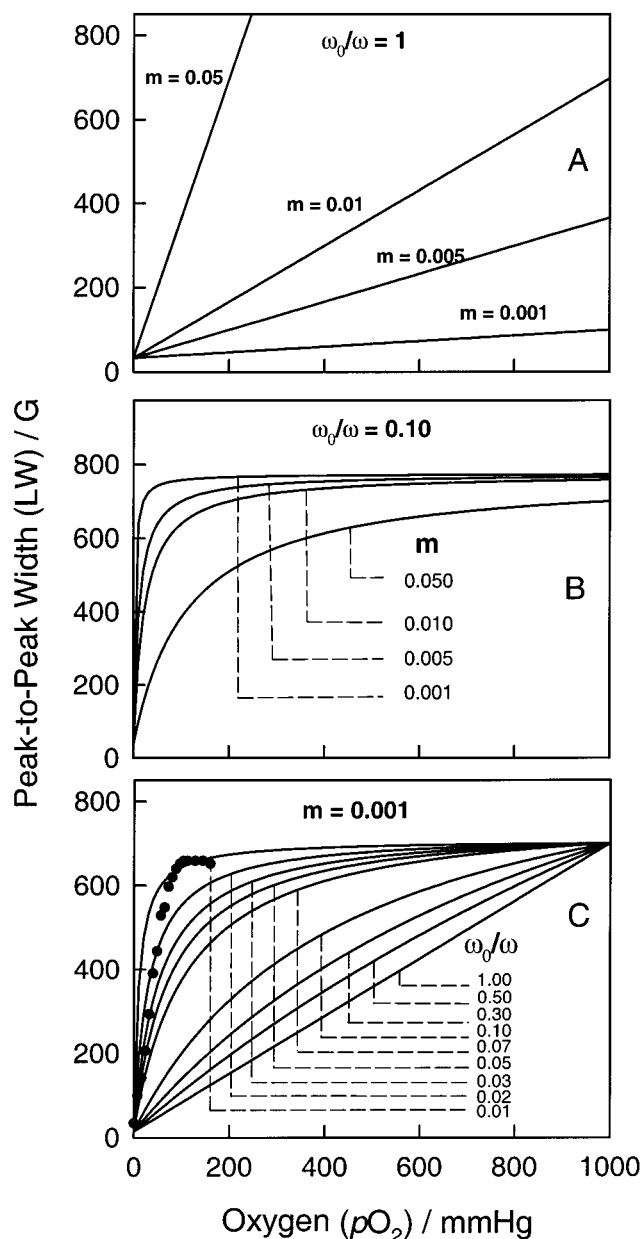 Peak-to-Peak Width (LW) / G
800
600
400
200
0
ω₀/ω = 1
m = 0.05
m = 0.01
m = 0.005
m = 0.001
A
800
600
400
200
0
ω₀/ω = 0.10
m
0.050
0.010
0.005
0.001
B
800
600
400
200
0
m = 0.001
C
ω₀/ω
1.00
0.50
0.30
0.10
0.07
0.05
0.03
0.02
0.01
0 200 400 600 800 1000
Oxygen (pO₂) / mmHg